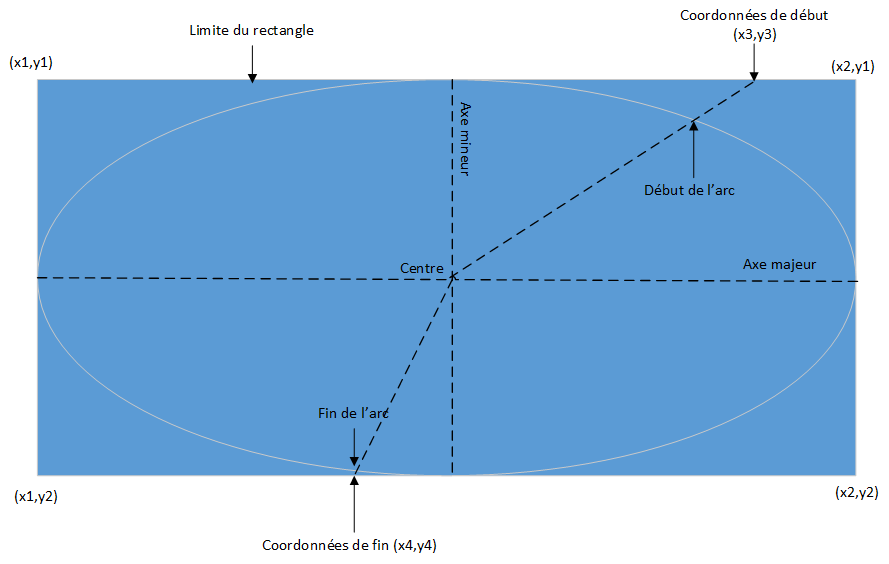 Coordonnées de début
(x3,y3)
Limite du rectangle
(x1,y1)
(x2,y1)
Axe mineur
Début de l’arc
Centre
Axe majeur
Fin de l’arc
(x1,y2)
(x2,y2)
Coordonnées de fin (x4,y4)